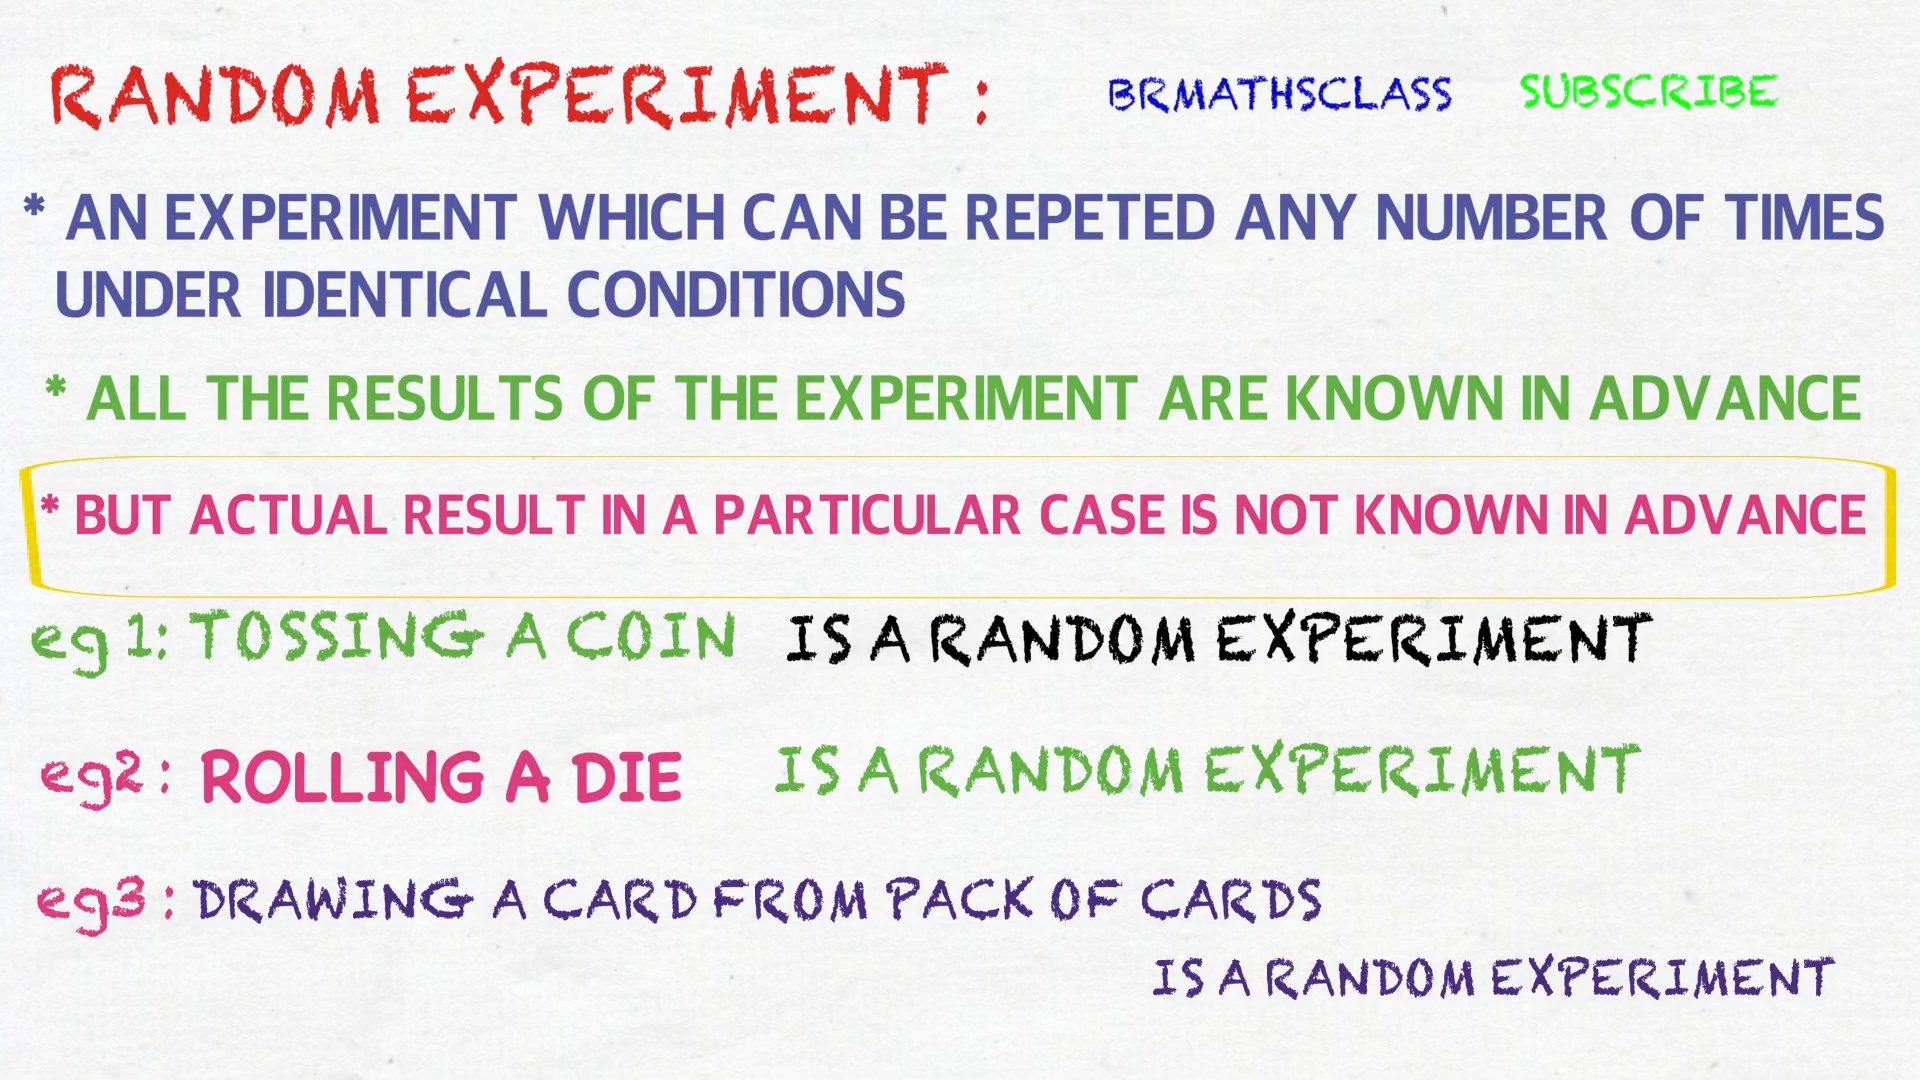 RANDOM EXPERIMENT : BRMATHSCLASS SUBSCRIBE
* AN EXPERIMENT WHICH CAN BE REPETED ANY NUMBER OF TIMES
UNDER IDENTICAL CONDITIONS
* ALL THE RESULTS OF THE EXPERIMENT ARE KNOWN IN ADVANCE
* BUT ACTUAL RESULT IN A PARTICULAR CASE IS NOT KNOWN IN ADVANCE
eg1: TOSSING A COIN IS A RANDOM EXPERIMENT
eg2: ROLLING A DIE IS A RANDOM EXPERIMENT
eg3: DRAWING A CARD FROM PACK OF CARDS
IS A RANDOM EXPERIMENT